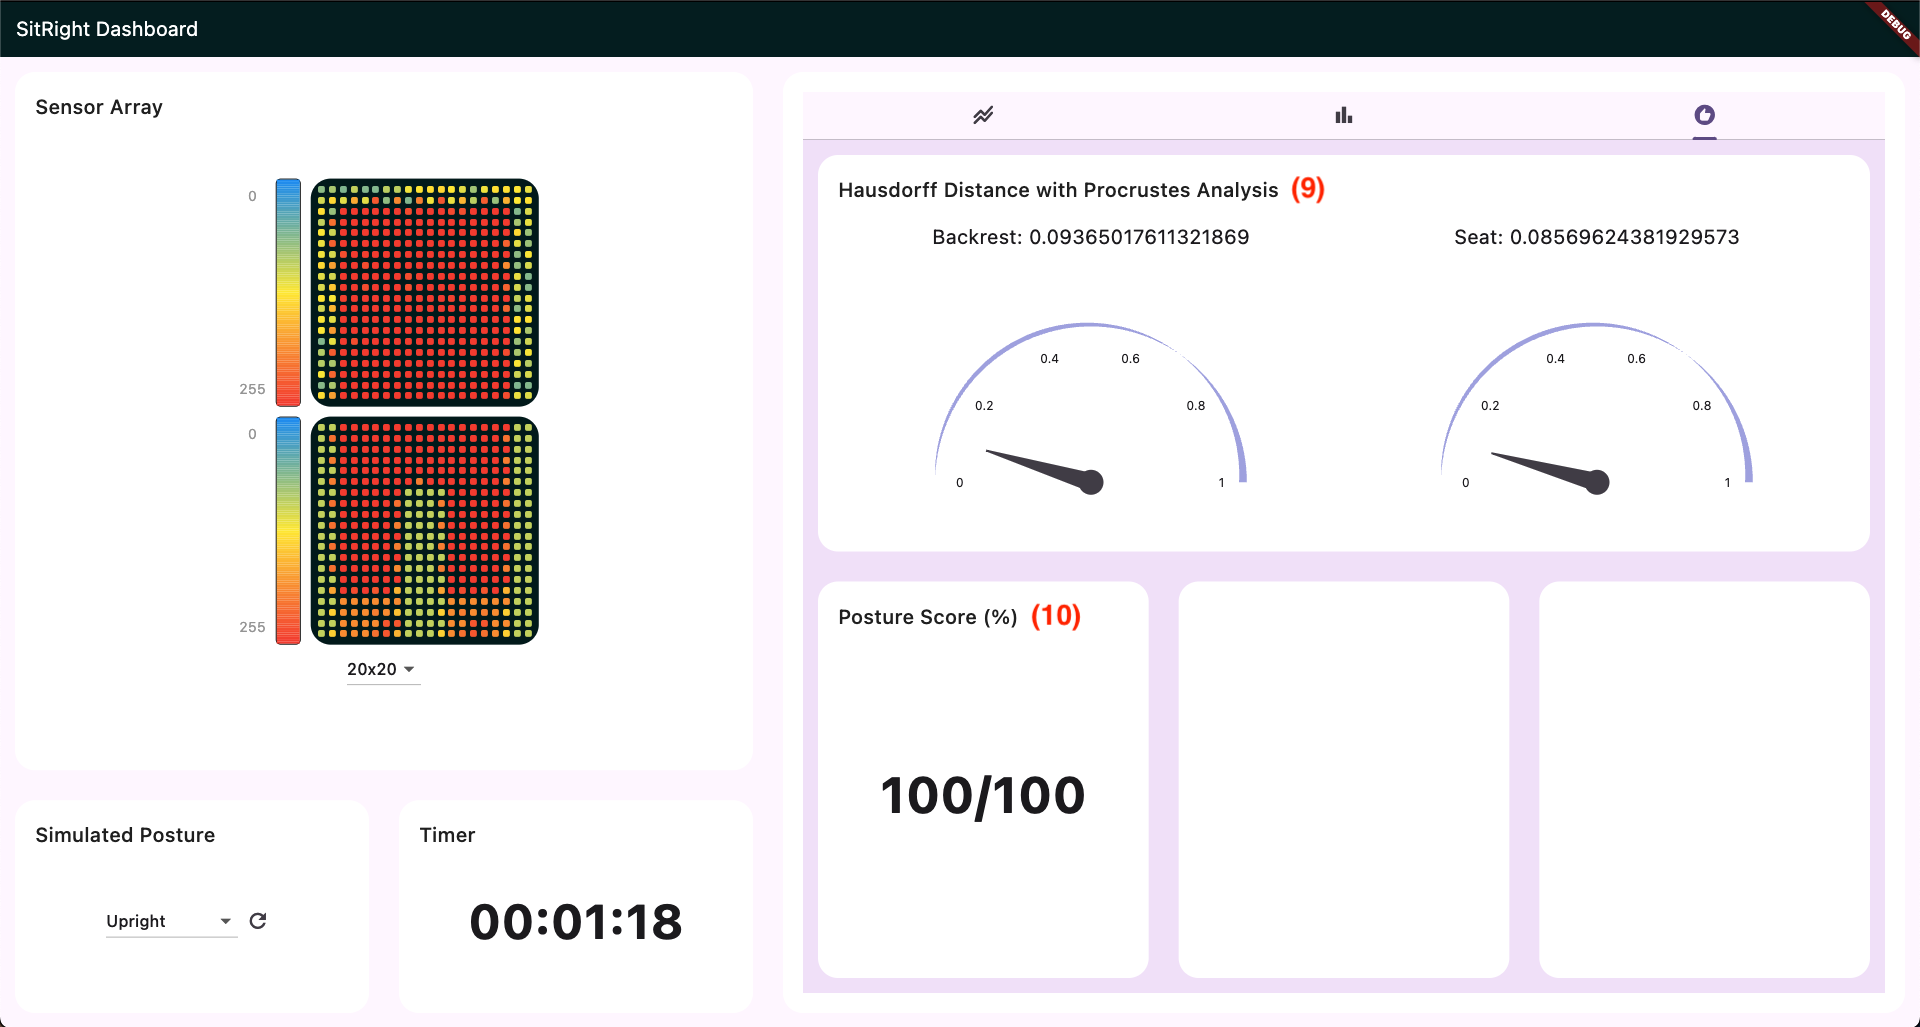 SitRight Dashboard
DEBUG
Sensor Array
0
255
0
255
20x20
Simulated Posture
Upright
Timer
00:01:18
Hausdorff Distance with Procrustes Analysis (9)
Backrest: 0.09365017611321869
0
0.2
0.4
0.6
0.8
1
Seat: 0.08569624381929573
0
0.2
0.4
0.6
0.8
1
Posture Score (%) (10)
100/100